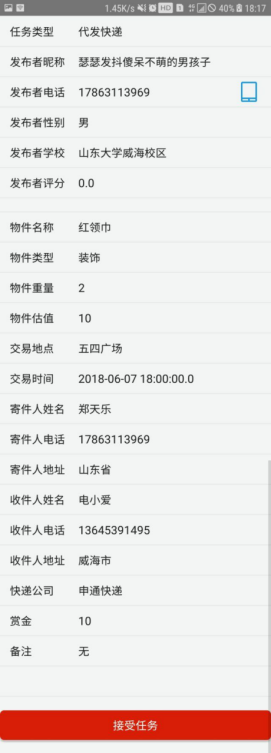 1.45K/s HD 40% 18:17
任务类型 代发快递
发布者昵称 瑟瑟发抖傻呆不萌的男孩子
发布者电话 17863113969
发布者性别 男
发布者学校 山东大学威海校区
发布者评分 0.0
物件名称 红领巾
物件类型 装饰
物件重量 2
物件估值 10
交易地点 五四广场
交易时间 2018-06-07 18:00:00.0
寄件人姓名 郑天乐
寄件人电话 17863113969
寄件人地址 山东省
收件人姓名 电小爱
收件人电话 13645391495
收件人地址 威海市
快递公司 申通快递
赏金 10
备注 无
接受任务